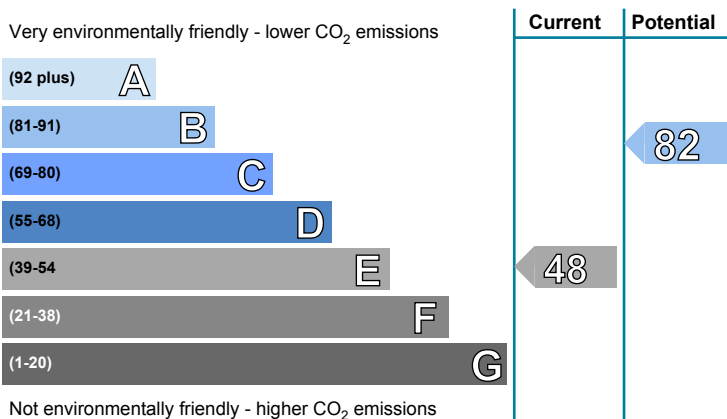 Current Potential
Very environmentally friendly - lower CO2 emissions
(92 plus) A
(81-91) B
82
(69-80) C
(55-68) D
(39-54 E
48
(21-38) F
(1-20) G
Not environmentally friendly - higher CO2 emissions